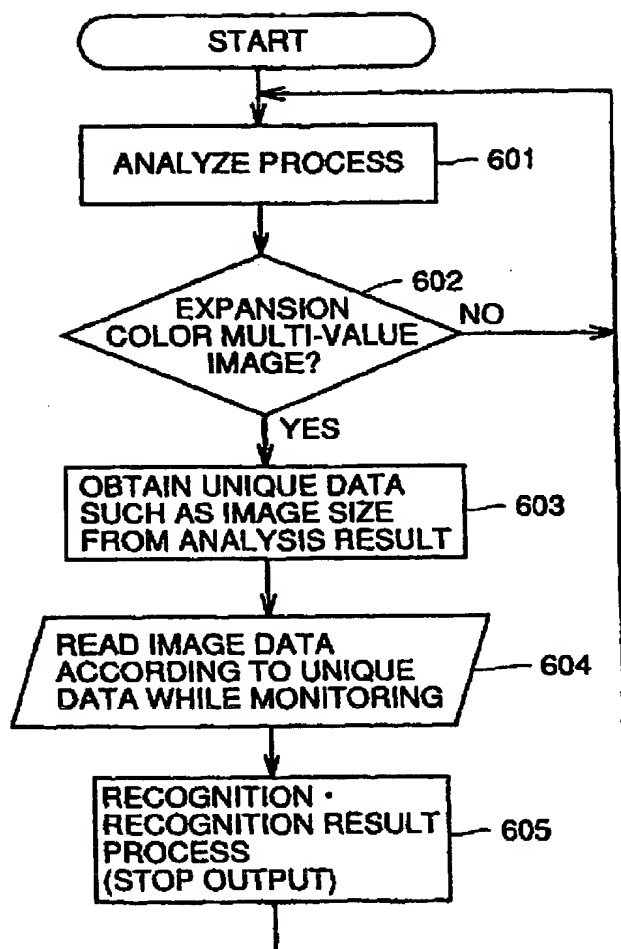 START
ANALYZE PROCESS
601
602
EXPANSION
COLOR MULTI-VALUE
IMAGE?
NO
YES
OBTAIN UNIQUE DATA
SUCH AS IMAGE SIZE
FROM ANALYSIS RESULT
603
READ IMAGE DATA
ACCORDING TO UNIQUE
DATA WHILE MONITORING
604
RECOGNITION ·
RECOGNITION RESULT
PROCESS
(STOP OUTPUT)
605